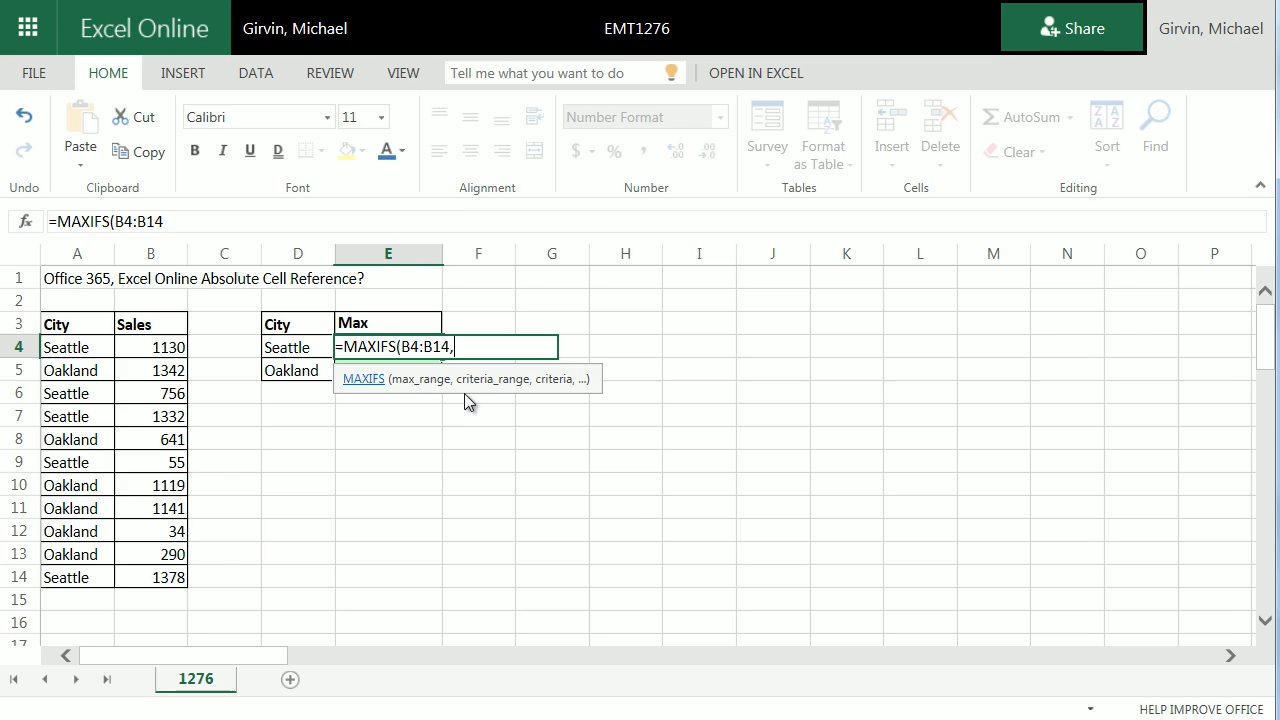 Excel Online Girvin, Michael EMT1276 Share Girvin, Michael
FILE HOME INSERT DATA REVIEW VIEW Tell me what you want to do OPEN IN EXCEL
Paste Cut Copy Calibri 11 Number Format Survey Format as Table Insert Delete AutoSum Clear Sort Find
B I U D A $ % , .00 .0
Undo Clipboard Font Alignment Number Tables Cells Editing
fx =MAXIFS(B4:B14
A B C D E F G H I J K L M N O P
1 Office 365, Excel Online Absolute Cell Reference?
2
3 City Sales City Max
4 Seattle 1130 Seattle =MAXIFS(B4:B14,
5 Oakland 1342 Oakland
MAXIFS (max_range, criteria_range, criteria, ...)
6 Seattle 756
7 Seattle 1332
8 Oakland 641
9 Seattle 55
10 Oakland 1119
11 Oakland 1141
12 Oakland 34
13 Oakland 290
14 Seattle 1378
15
16
17
1276
HELP IMPROVE OFFICE